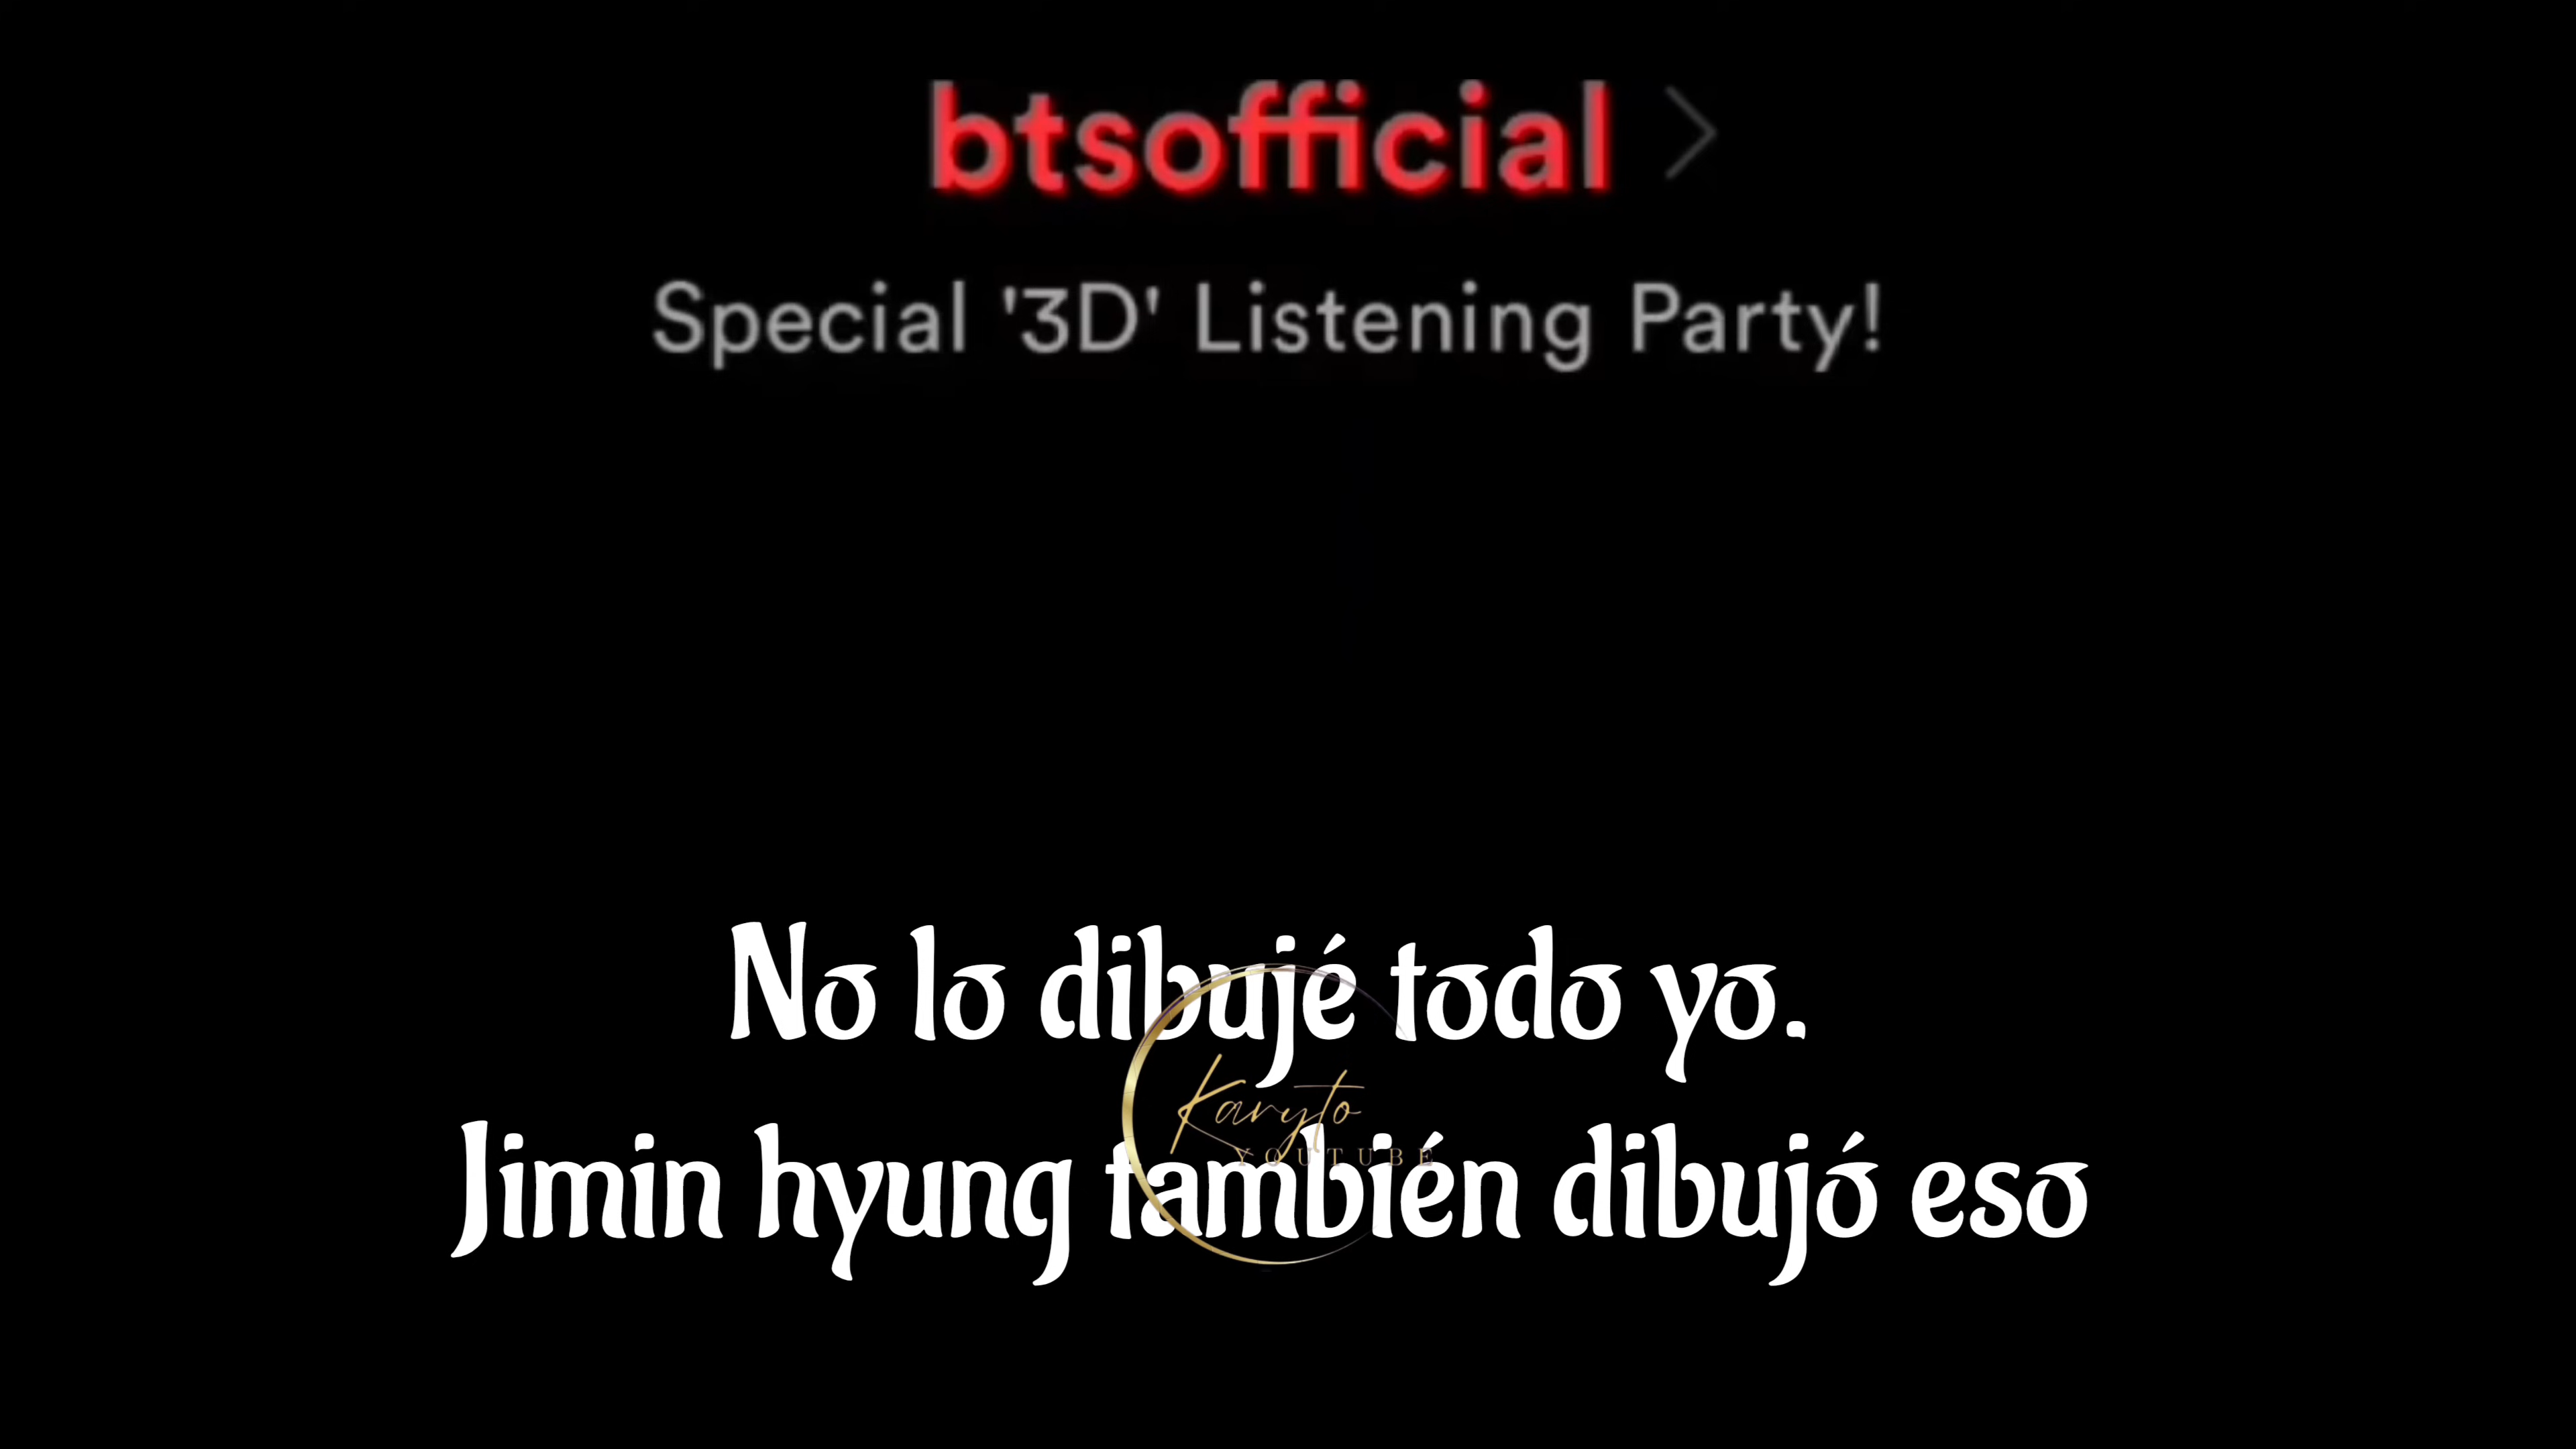 btsofficial >
Special '3D' Listening Party!
No lo dibujé todo yo.
Karyto
YOUTUBE
Jimin hyung también dibujó eso